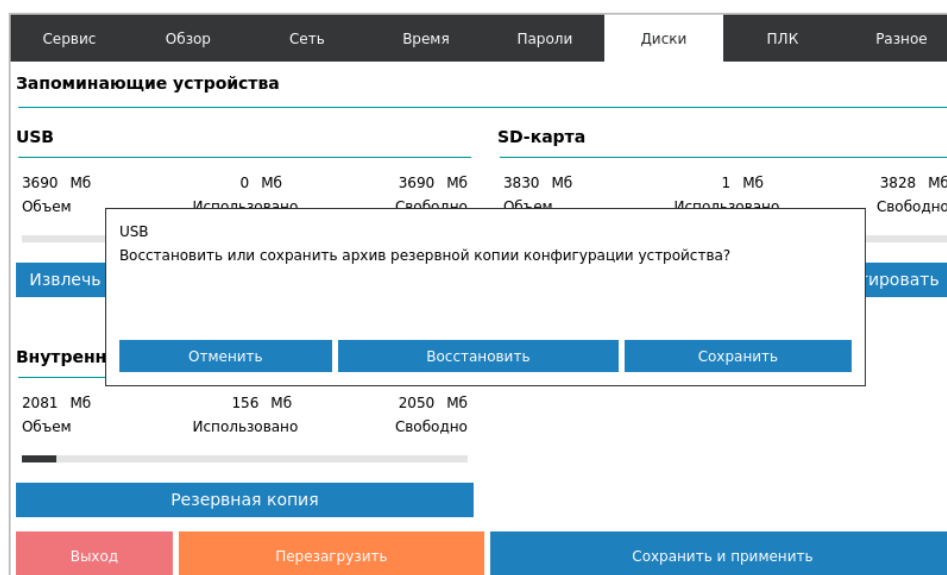 Сервис Обзор Сеть Время Пароли Диски ПЛК Разное
Запоминающие устройства
USB SD-карта
3690 Мб 0 Мб 3690 Мб 3830 Мб 1 Мб 3828 Мб
Объем Использовано Свободно Объем Использовано Свободно
USB
Восстановить или сохранить архив резервной копии конфигурации устройства?
Извлечь
Отменить Восстановить Сохранить
2081 Мб 156 Мб 2050 Мб
Объем Использовано Свободно
Резервная копия
Выход Перезагрузить Сохранить и применить